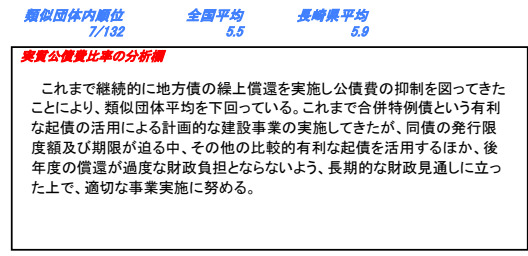 類似団体内順位 全国平均 長崎県平均
7/132 5.5 5.9
実質公債費比率の分析欄
これまで継続的に地方債の繰上償還を実施し公債費の抑制を図ってきた
ことにより、類似団体平均を下回っている。これまで合併特例債という有利
な起債の活用による計画的な建設事業の実施してきたが、同債の発行限
度額及び期限が迫る中、その他の比較的有利な起債を活用するほか、後
年度の償還が過度な財政負担とならないよう、長期的な財政見通しに立っ
た上で、適切な事業実施に努める。